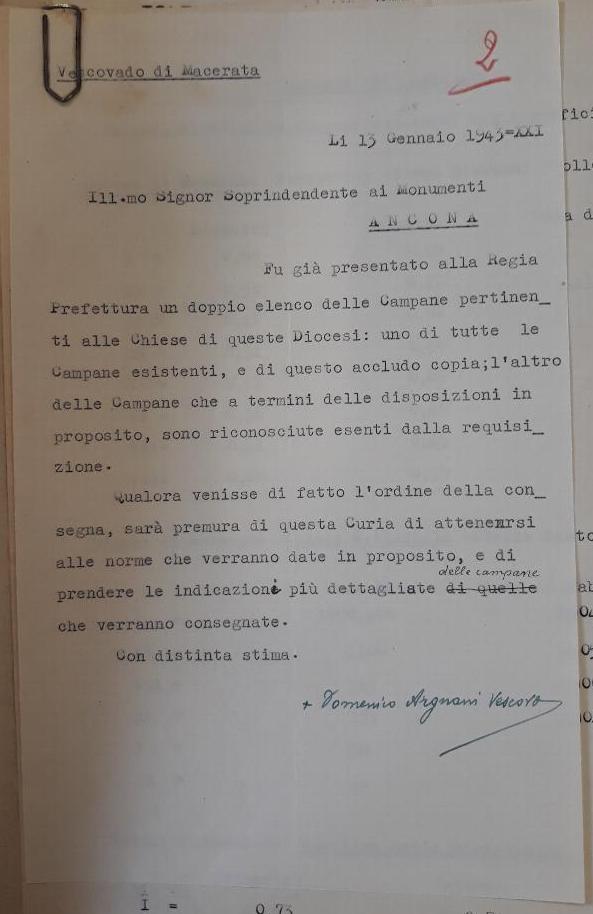 Vescovado di Macerata
2
Li 13 Gennaio 1943=XXI
Ill.mo Signor Soprindendente ai Monumenti
A N C O N A
Fu già presentato alla Regia
Prefettura un doppio elenco delle Campane pertinen_
ti alle Chiese di queste Diocesi: uno di tutte le
Campane esistenti, e di questo accludo copia;l'altro
delle Campane che a termini delle disposizioni in
proposito, sono riconosciute esenti dalla requisi_
zione.
Qualora venisse di fatto l'ordine della con_
segna, sarà premura di questa Curia di attenenrsi
alle norme che verranno date in proposito, e di
delle campane
prendere le indicazioni più dettagliate di quelle
che verranno consegnate.
Con distinta stima.
+ Domenico Argnani Vescovo
I = 0 73